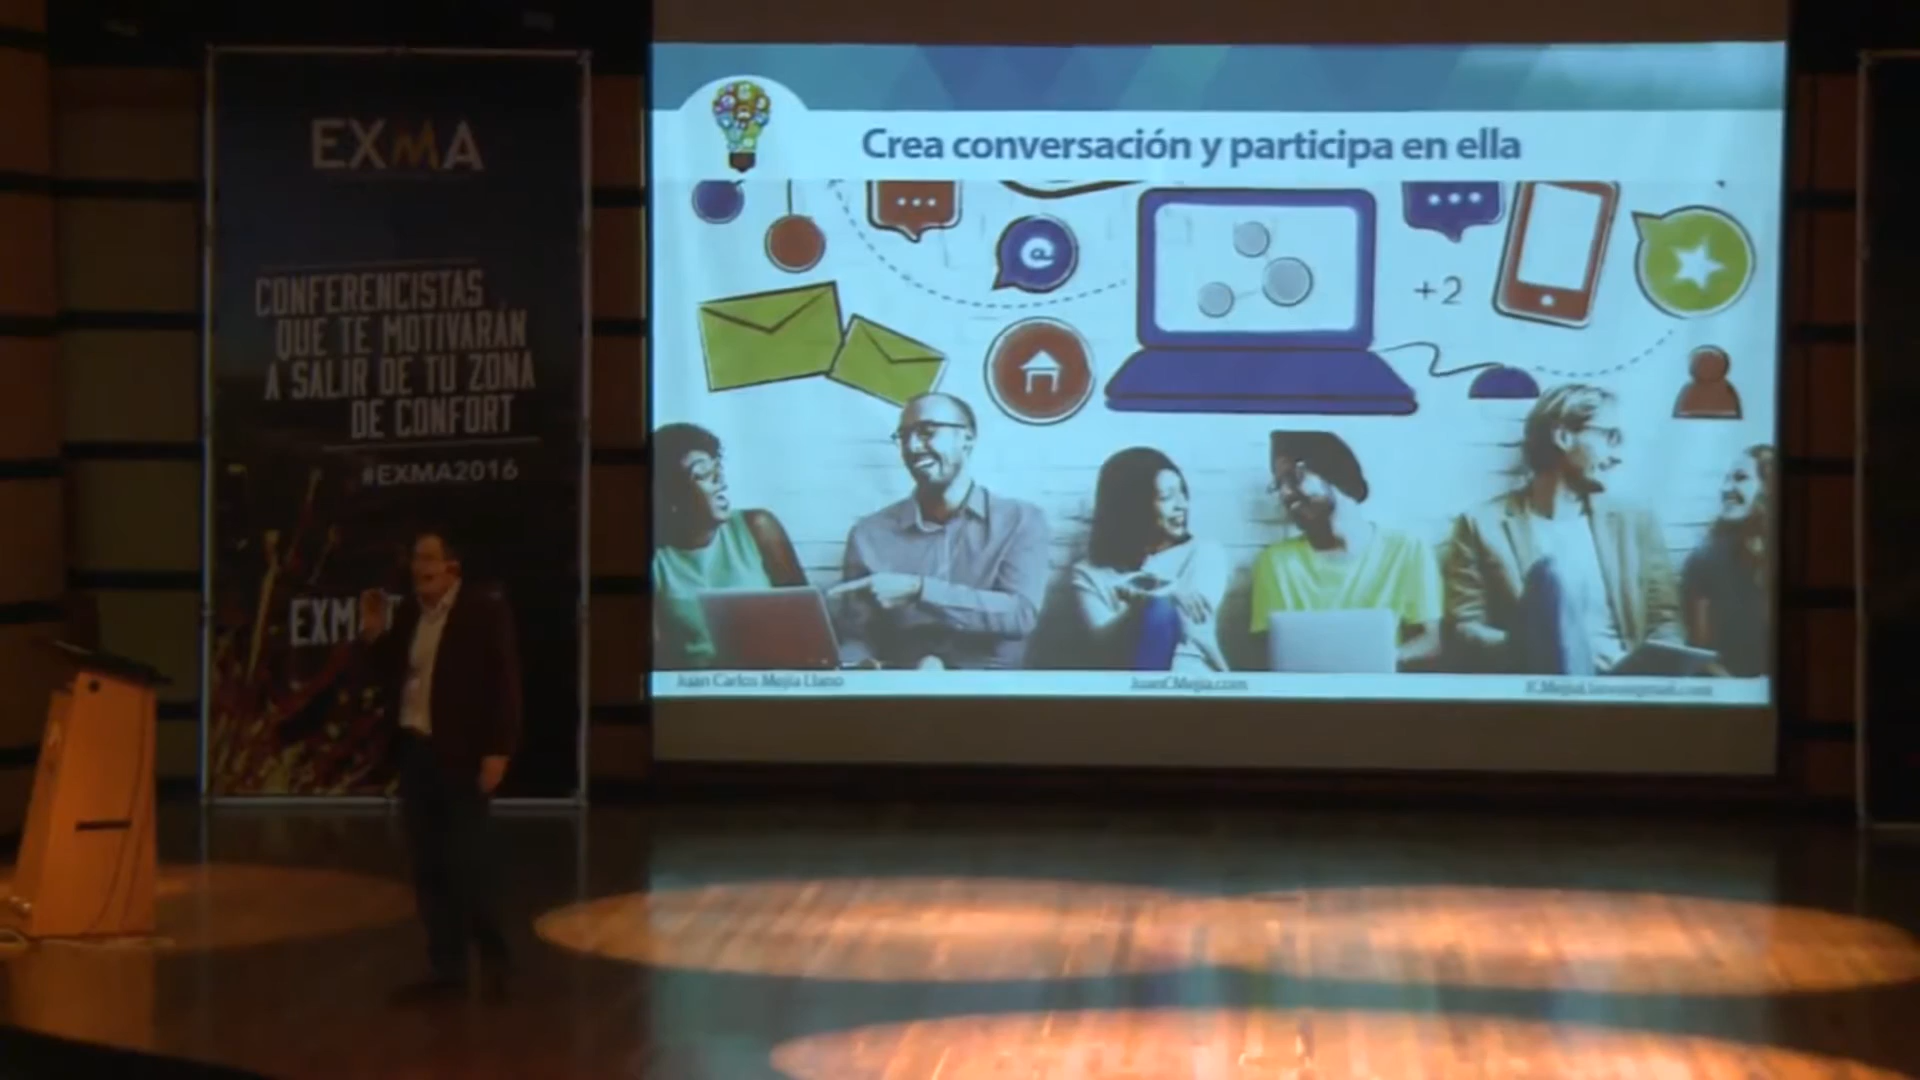 EXMA
CONFERENCISTAS
QUE TE MOTIVARÁN
A SALIR DE TU ZONA
DE CONFORT
#EXMA2016
Crea conversación y participa en ella
@
+2
Juan Carlos Mejía Llano
JuanCMejia.com